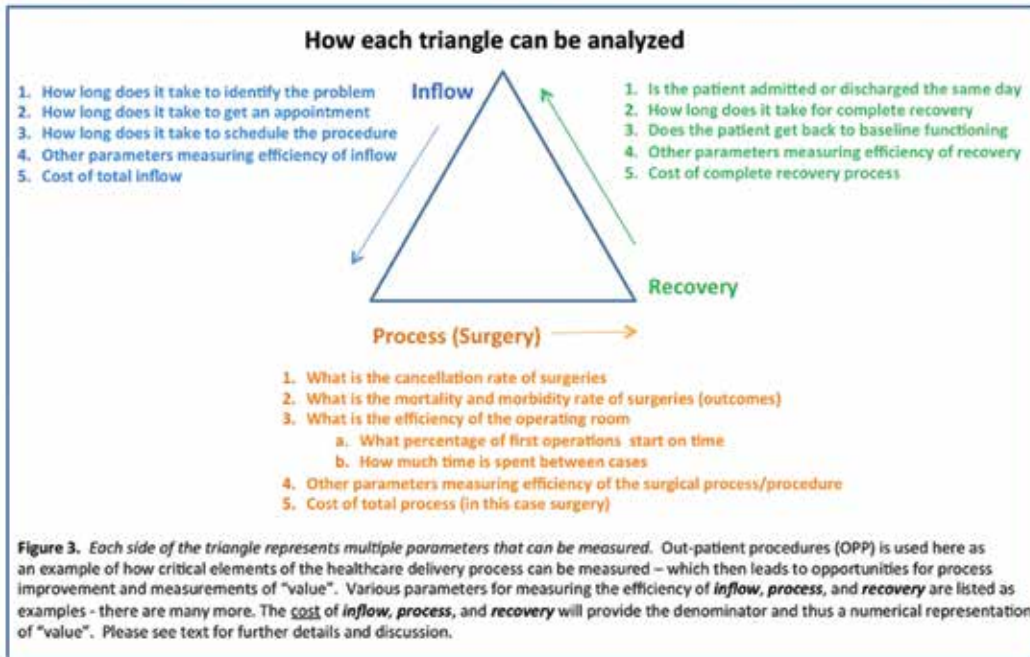 How each triangle can be analyzed
Inflow
1. How long does it take to identify the problem
2. How long does it take to get an appointment
3. How long does it take to schedule the procedure
4. Other parameters measuring efficiency of inflow
5. Cost of total inflow
1. Is the patient admitted or discharged the same day
2. How long does it take for complete recovery
3. Does the patient get back to baseline functioning
4. Other parameters measuring efficiency of recovery
5. Cost of complete recovery process
Recovery
Process (Surgery)
1. What is the cancellation rate of surgeries
2. What is the mortality and morbidity rate of surgeries (outcomes)
3. What is the efficiency of the operating room
a. What percentage of first operations start on time
b. How much time is spent between cases
4. Other parameters measuring efficiency of the surgical process/procedure
5. Cost of total process (in this case surgery)
Figure 3. Each side of the triangle represents multiple parameters that can be measured. Out-patient procedures (OPP) is used here as
an example of how critical elements of the healthcare delivery process can be measured – which then leads to opportunities for process
improvement and measurements of “value”. Various parameters for measuring the efficiency of inflow, process, and recovery are listed as
examples - there are many more. The cost of inflow, process, and recovery will provide the denominator and thus a numerical representation
of “value”. Please see text for further details and discussion.